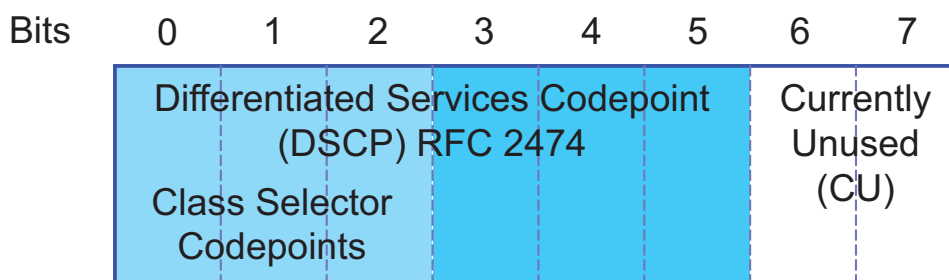 Bits 0 1 2 3 4 5 6 7
Differentiated Services Codepoint
(DSCP) RFC 2474
Class Selector
Codepoints
Currently
Unused
(CU)